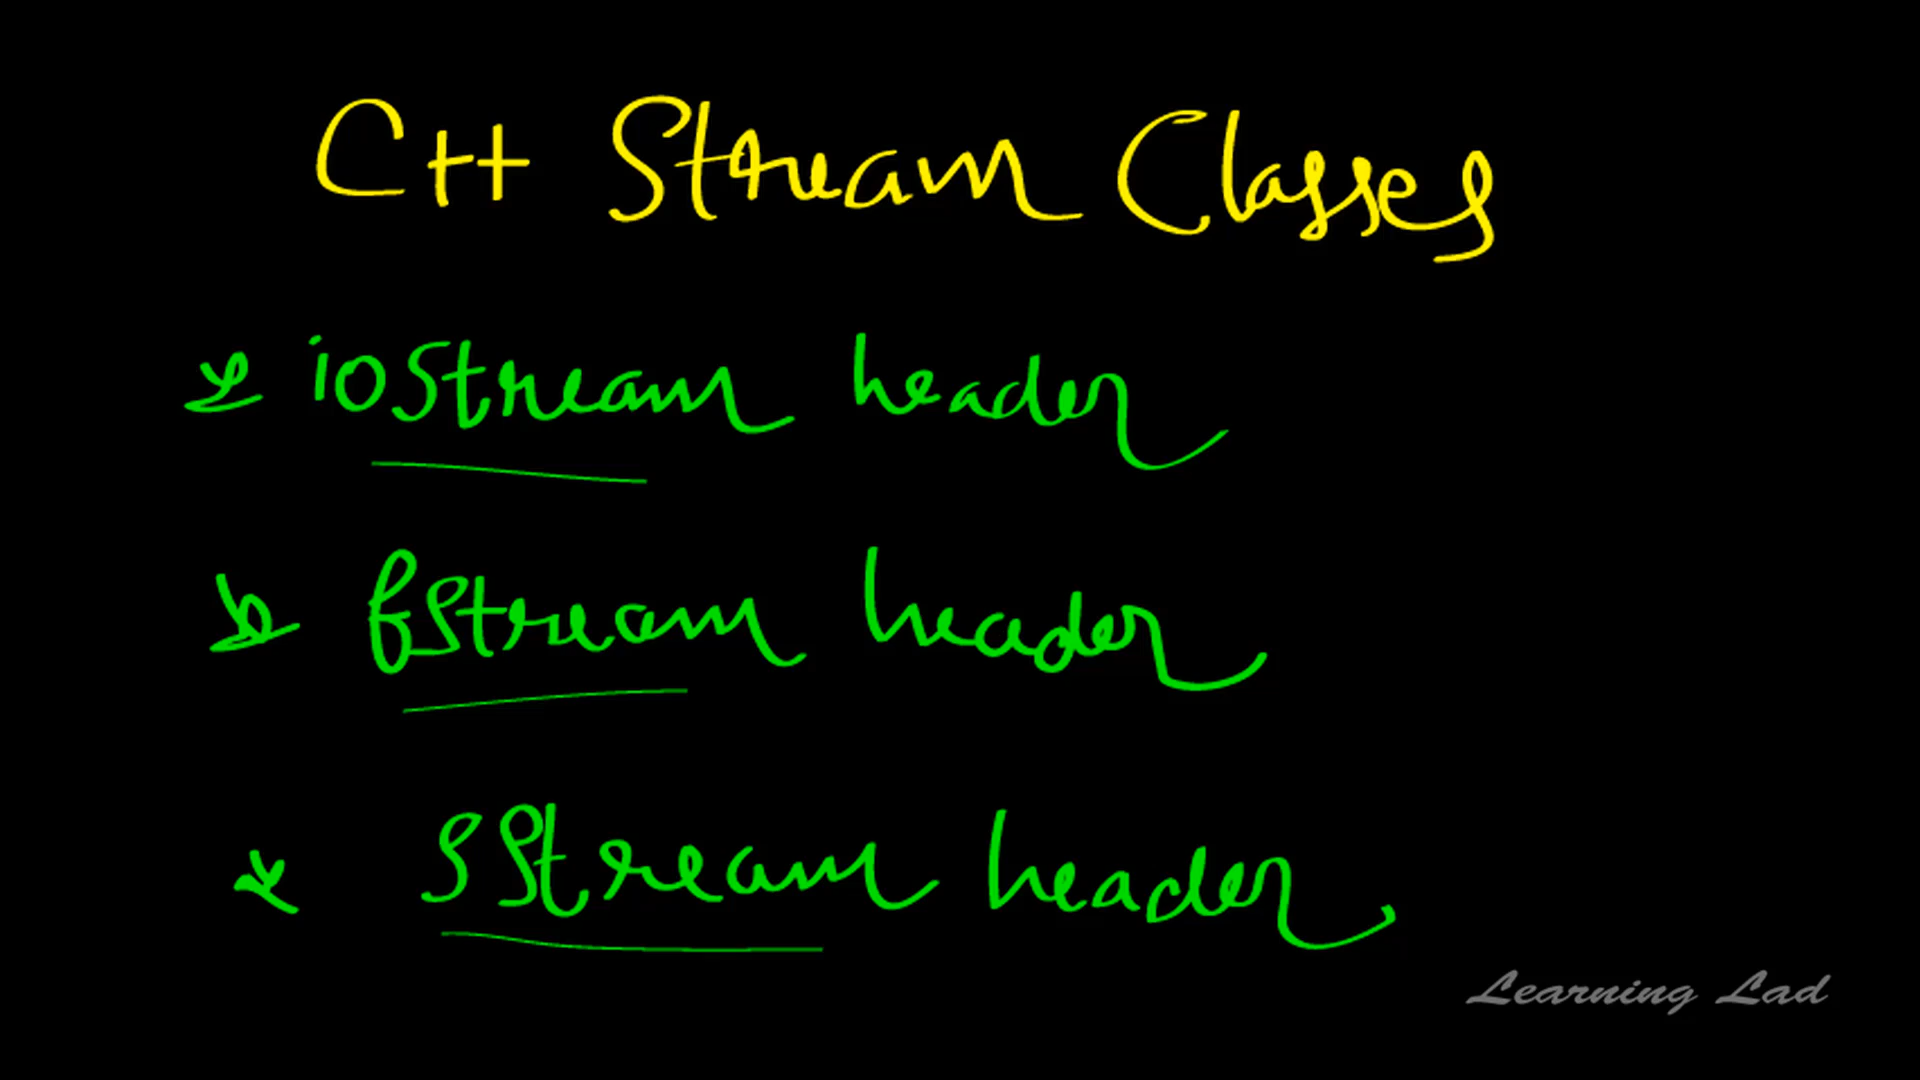 C++ Stream Classes
* iostream header
* fstream header
* sstream header
Learning Lad